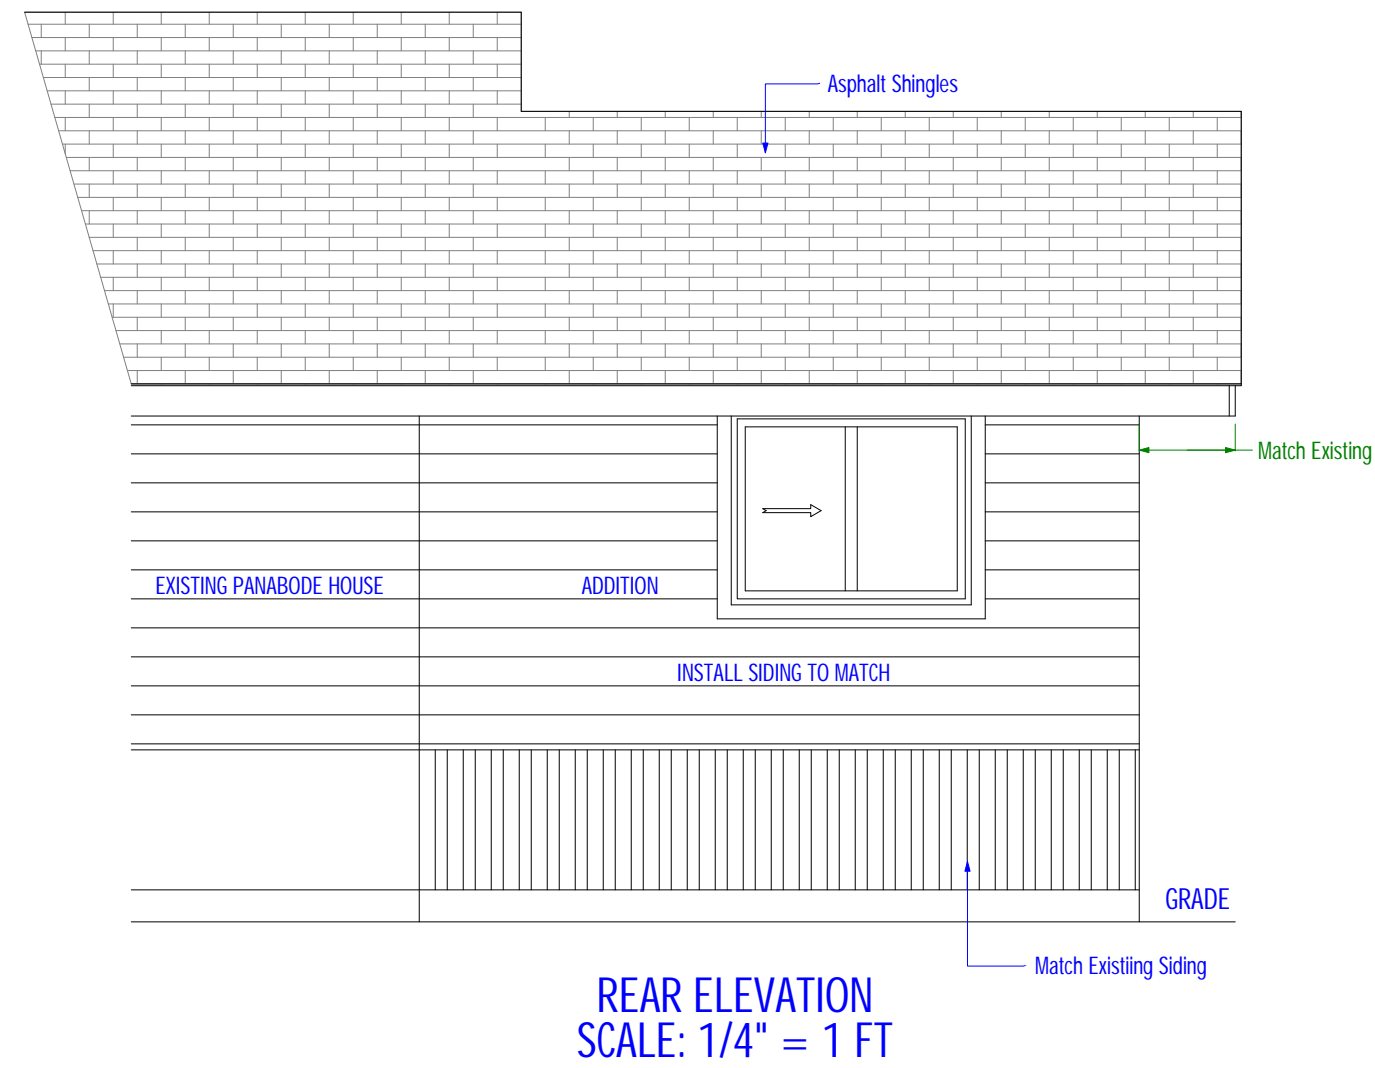 Asphalt Shingles
Match Existing
EXISTING PANABODE HOUSE
ADDITION
INSTALL SIDING TO MATCH
GRADE
Match Existiing Siding
REAR ELEVATION
SCALE: 1/4" = 1 FT